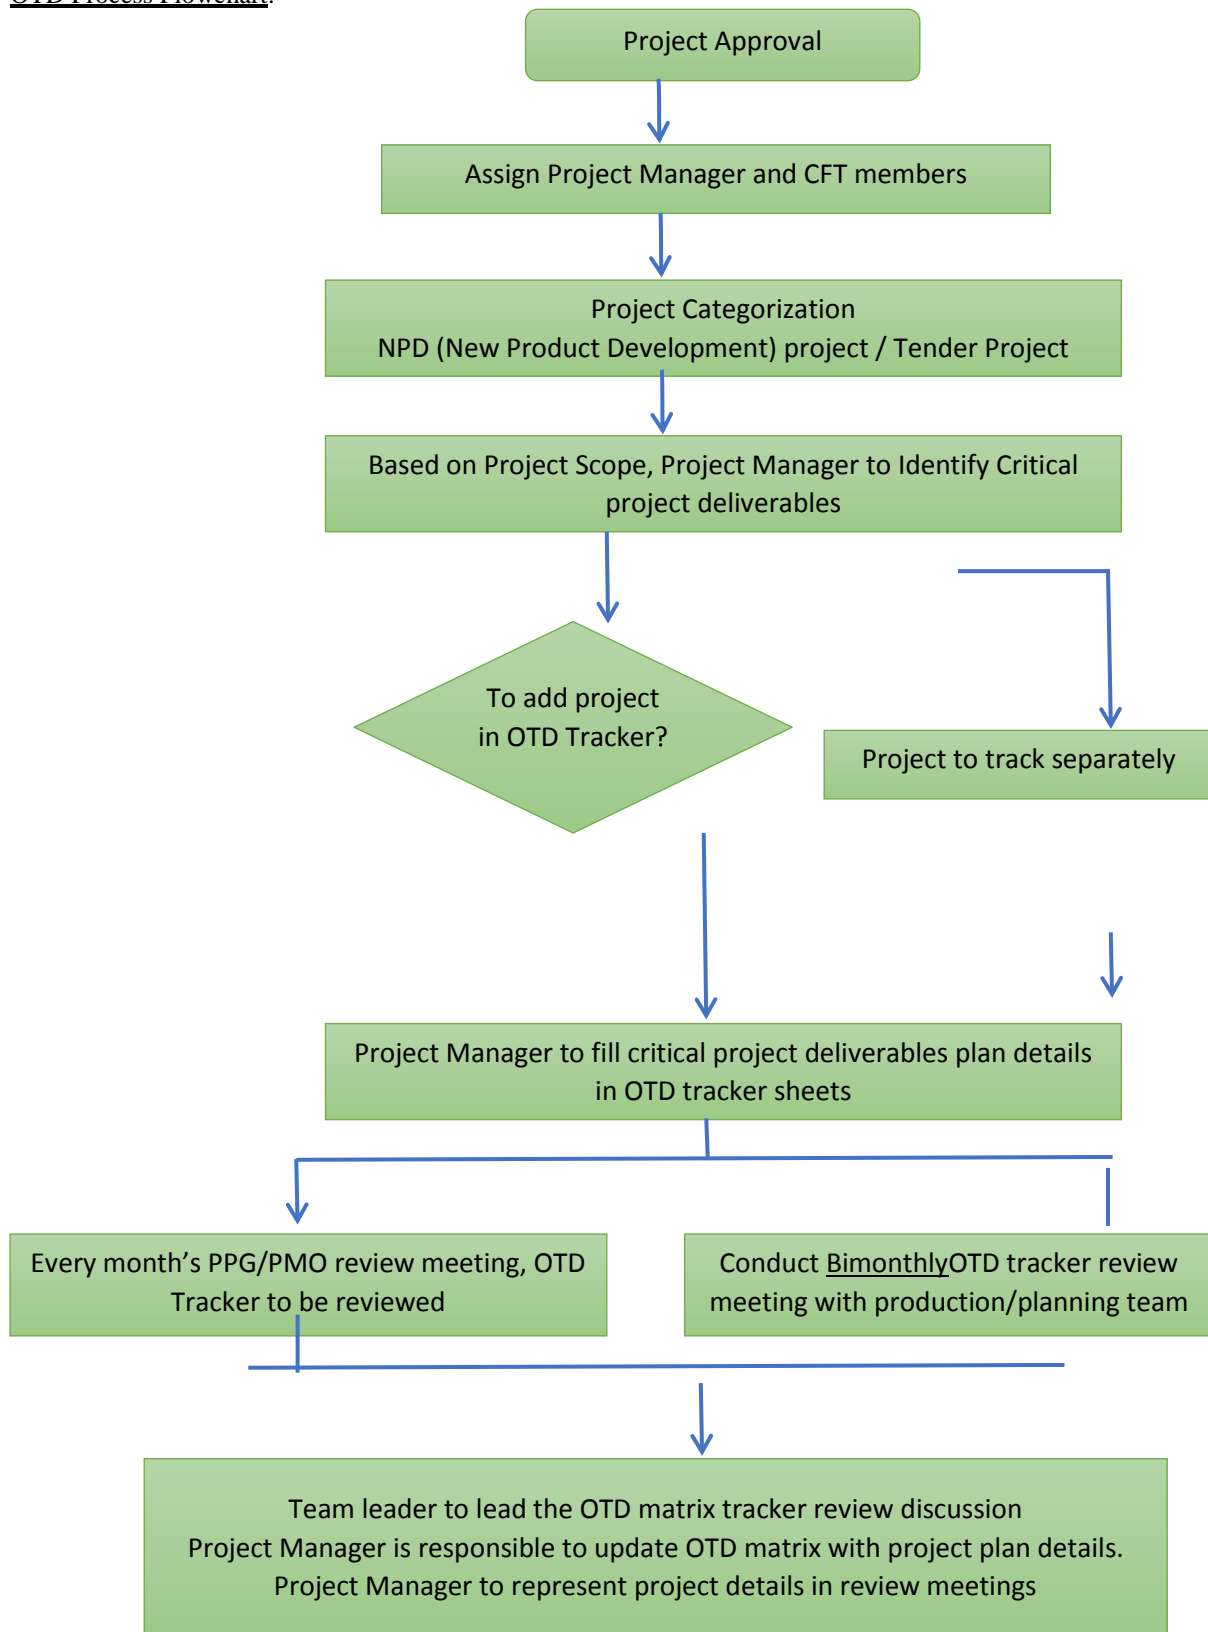 OTD Process Flowchart:
Project Approval
Assign Project Manager and CFT members
Project Categorization
NPD (New Product Development) project / Tender Project
Based on Project Scope, Project Manager to Identify Critical
project deliverables
To add project
in OTD Tracker?
Project to track separately
Project Manager to fill critical project deliverables plan details
in OTD tracker sheets
Every month’s PPG/PMO review meeting, OTD
Tracker to be reviewed
Conduct BimonthlyOTD tracker review
meeting with production/planning team
Team leader to lead the OTD matrix tracker review discussion
Project Manager is responsible to update OTD matrix with project plan details.
Project Manager to represent project details in review meetings